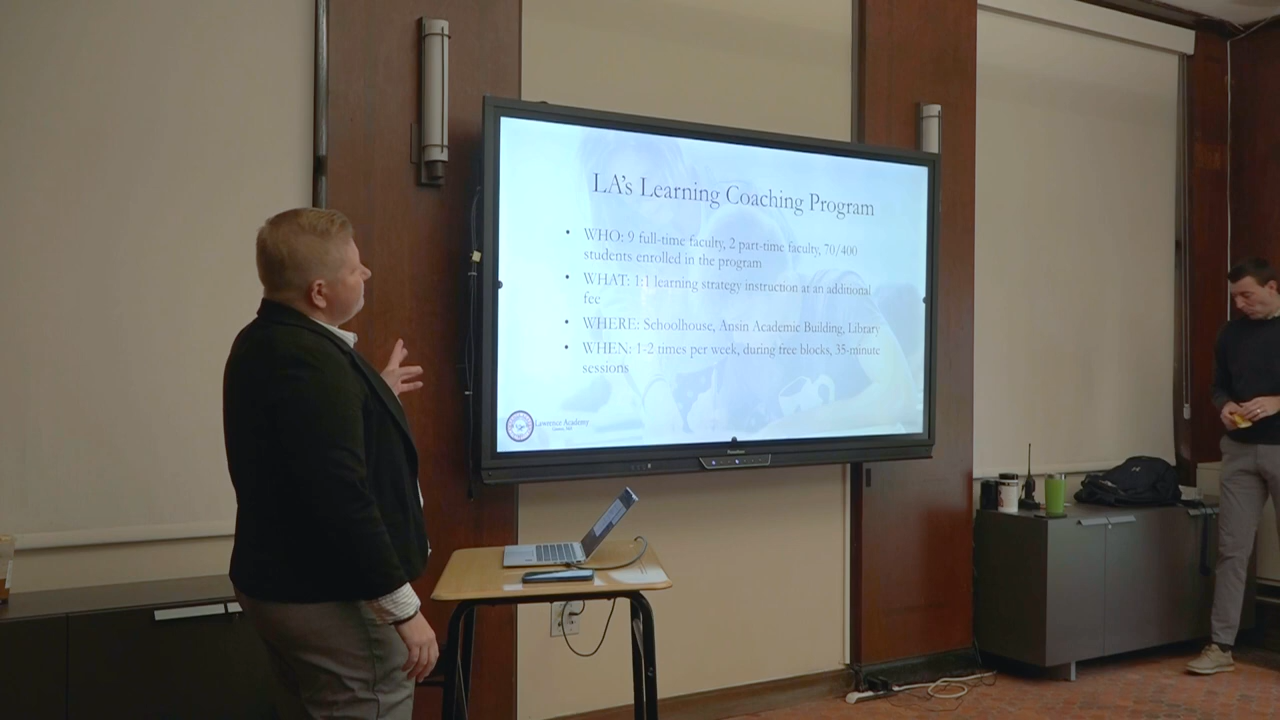 LA's Learning Coaching Program
• WHO: 9 full-time faculty, 2 part-time faculty, 70/400
students enrolled in the program
• WHAT: 1:1 learning strategy instruction at an additional
fee
• WHERE: Schoolhouse, Ansin Academic Building, Library
• WHEN: 1-2 times per week, during free blocks, 35-minute
sessions
Lawrence Academy